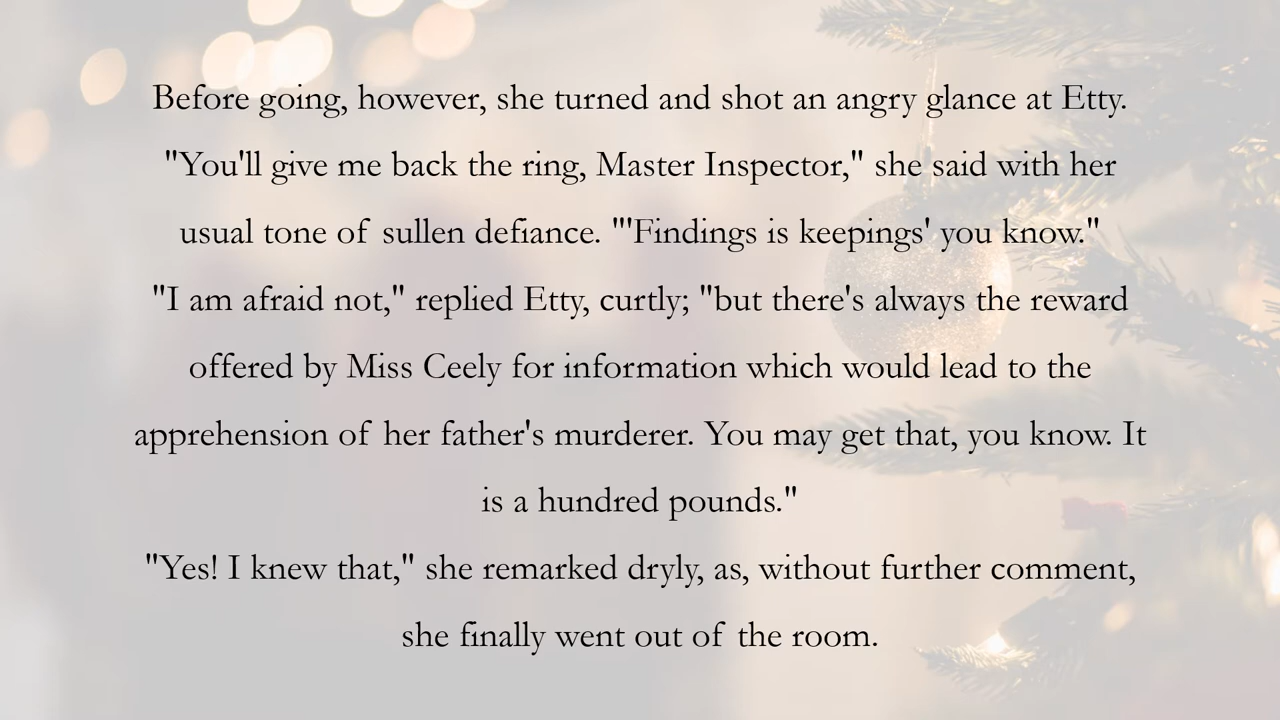 Before going, however, she turned and shot an angry glance at Etty.
"You'll give me back the ring, Master Inspector," she said with her
usual tone of sullen defiance. "'Findings is keepings' you know."
"I am afraid not," replied Etty, curtly; "but there's always the reward
offered by Miss Ceely for information which would lead to the
apprehension of her father's murderer. You may get that, you know. It
is a hundred pounds."
"Yes! I knew that," she remarked dryly, as, without further comment,
she finally went out of the room.